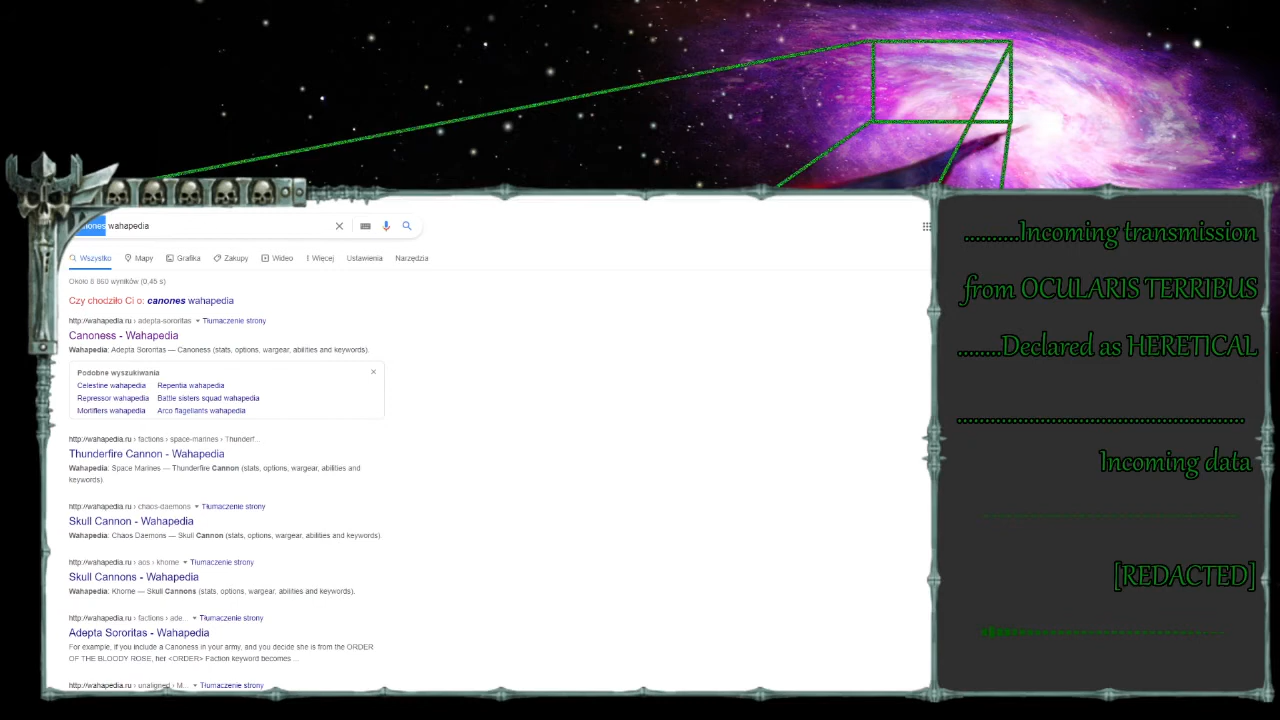 wahapedia
Wszystko Mapy Grafika Zakupy Wideo Więcej Ustawienia Narzędzia
Około 8 860 wyników (0,45 s)
Czy chodziło Ci o: canones wahapedia
http://wahapedia.ru › adepta-sororitas Tłumaczenie strony
Canoness - Wahapedia
Wahapedia: Adepta Sororitas — Canoness (stats, options, wargear, abilities and keywords).
Podobne wyszukiwania
Celestine wahapedia Repentia wahapedia
Repressor wahapedia Battle sisters squad wahapedia
Mortifiers wahapedia Arco flagellants wahapedia
http://wahapedia.ru › factions › space-marines › Thunderf...
Thunderfire Cannon - Wahapedia
Wahapedia: Space Marines — Thunderfire Cannon (stats, options, wargear, abilities and
keywords).
http://wahapedia.ru › chaos-daemons Tłumaczenie strony
Skull Cannon - Wahapedia
Wahapedia: Chaos Daemons — Skull Cannon (stats, options, wargear, abilities and keywords).
http://wahapedia.ru › aos › khorne Tłumaczenie strony
Skull Cannons - Wahapedia
Wahapedia: Khorne — Skull Cannons (stats, options, wargear, abilities and keywords).
http://wahapedia.ru › factions › ade... Tłumaczenie strony
Adepta Sororitas - Wahapedia
For example, if you include a Canoness in your army, and you decide she is from the ORDER
OF THE BLOODY ROSE, her <ORDER> Faction keyword becomes ...
http://wahapedia.ru › unaligned › M... Tłumaczenie strony
..........Incoming transmission
from OCULARIS TERRIBUS
........Declared as HERETICAL
Incoming data
[REDACTED]